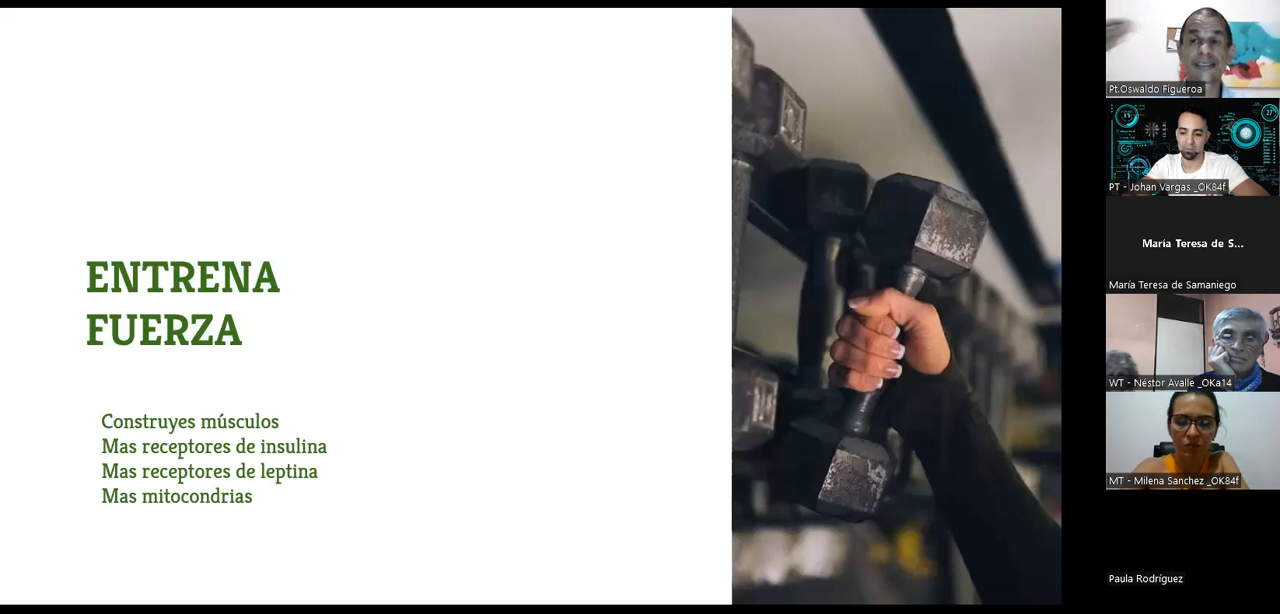 ENTRENA
FUERZA
Construyes músculos
Mas receptores de insulina
Mas receptores de leptina
Mas mitocondrias
Pt.Oswaldo Figueroa
PT - Johan Vargas _OK84f
María Teresa de S...
María Teresa de Samaniego
WT - Néstor Avalle _OKa14
MT - Milena Sanchez _OK84f
Paula Rodríguez